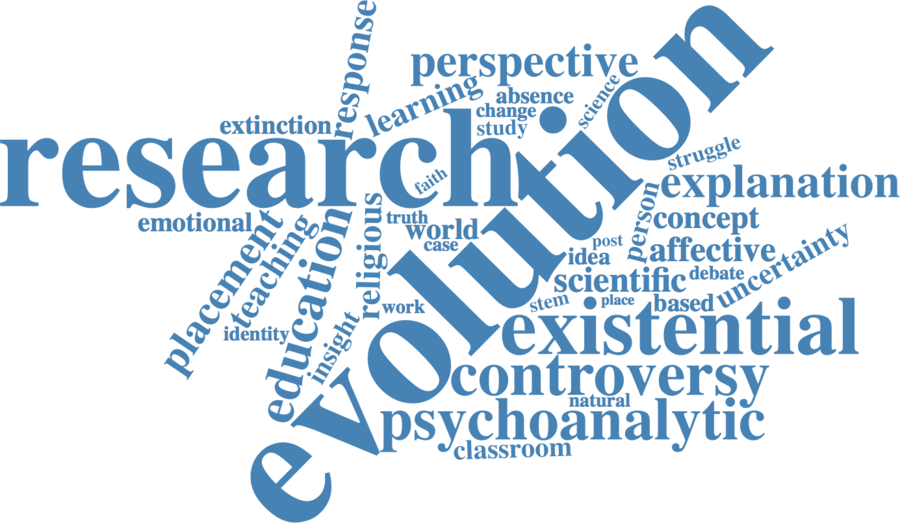 response
perspective
evolution
learning
absence
science
change
study
extinction
research
struggle
faith
explanation
emotional
truth
religious
person
concept
world
case
post
affective
placement
teaching
education
idea
scientific
debate
uncertainty
work
stem
place
based
identity
insight
existential
controversy
natural
psychoanalytic
classroom